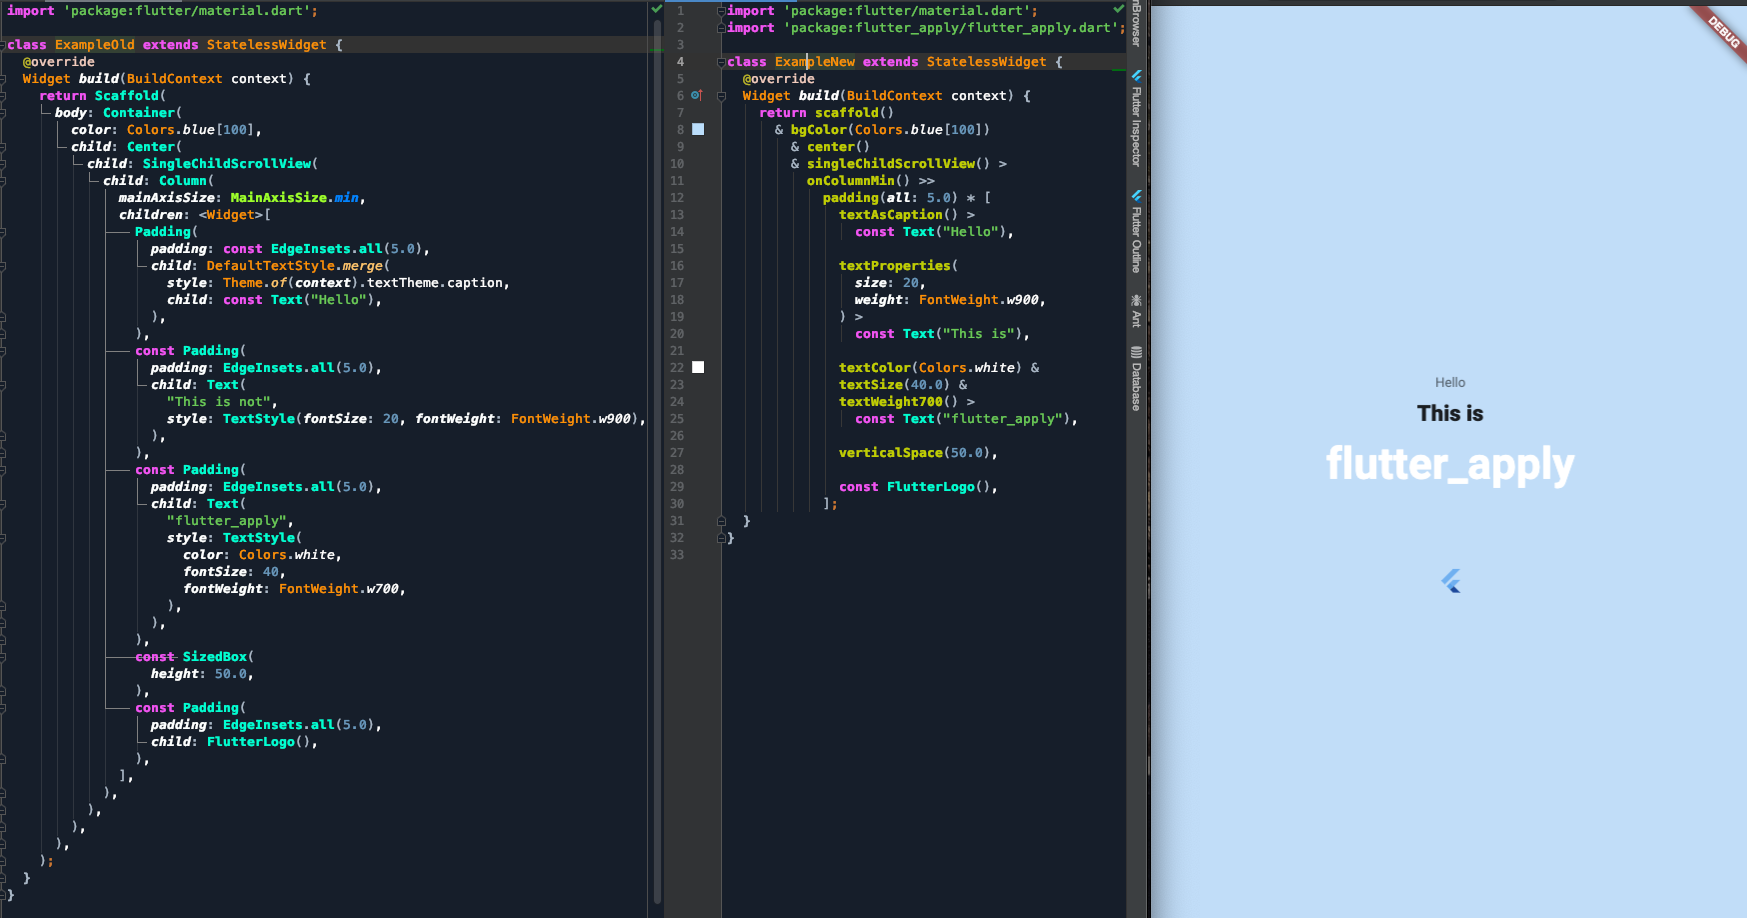 import 'package:flutter/material.dart';
class ExampleOld extends StatelessWidget {
@override
Widget build(BuildContext context) {
return Scaffold(
body: Container(
color: Colors.blue[100],
child: Center(
child: SingleChildScrollView(
child: Column(
mainAxisSize: MainAxisSize.min,
children: <Widget>[
Padding(
padding: const EdgeInsets.all(5.0),
child: DefaultTextStyle.merge(
style: Theme.of(context).textTheme.caption,
child: const Text("Hello"),
),
),
const Padding(
padding: EdgeInsets.all(5.0),
child: Text(
"This is not",
style: TextStyle(fontSize: 20, fontWeight: FontWeight.w900),
),
),
const Padding(
padding: EdgeInsets.all(5.0),
child: Text(
"flutter_apply",
style: TextStyle(
color: Colors.white,
fontSize: 40,
fontWeight: FontWeight.w700,
),
),
),
const SizedBox(
height: 50.0,
),
const Padding(
padding: EdgeInsets.all(5.0),
child: FlutterLogo(),
),
],
),
),
),
),
);
}
}
1 import 'package:flutter/material.dart';
2 import 'package:flutter_apply/flutter_apply.dart';
3
4 class ExampleNew extends StatelessWidget {
5 @override
6 Widget build(BuildContext context) {
7 return scaffold()
8 & bgColor(Colors.blue[100])
9 & center()
10 & singleChildScrollView() >
11 onColumnMin() >>
12 padding(all: 5.0) * [
13 textAsCaption() >
14 const Text("Hello"),
15
16 textProperties(
17 size: 20,
18 weight: FontWeight.w900,
19 ) >
20 const Text("This is"),
21
22 textColor(Colors.white) &
23 textSize(40.0) &
24 textWeight700() >
25 const Text("flutter_apply"),
26
27 verticalSpace(50.0),
28
29 const FlutterLogo(),
30 ];
31 }
32 }
33
Flutter Inspector
Flutter Outline
Ant
Database
DEBUG
Hello
This is
flutter_apply